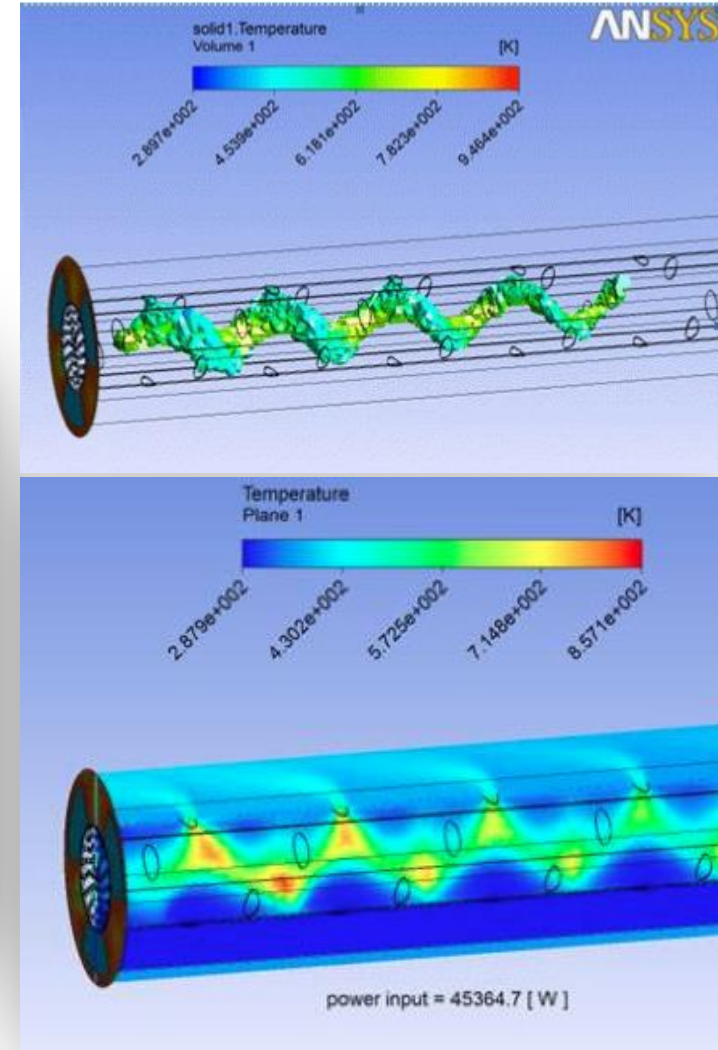 ANSYS
solid1.Temperature
Volume 1
[K]
2.897e+002
4.539e+002
6.181e+002
7.823e+002
9.464e+002
Temperature
Plane 1
[K]
2.879e+002
4.302e+002
5.725e+002
7.148e+002
8.571e+002
power input = 45364.7 [ W ]